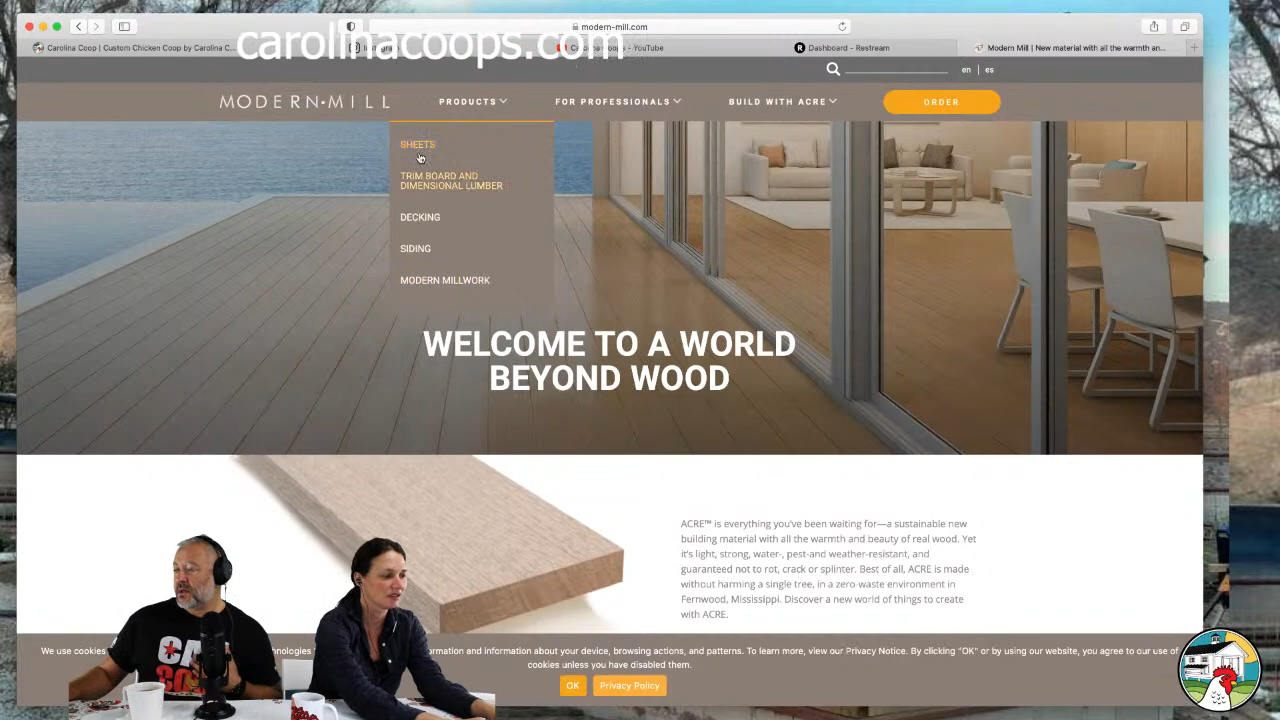 carolinacoops.com
modern-mill.com
Carolina Coop | Custom Chicken Coop by Carolina C...
YouTube
Dashboard - Restream
Modern Mill | New material with all the warmth an...
en | es
MODERN·MILL
PRODUCTS
FOR PROFESSIONALS
BUILD WITH ACRE
ORDER
SHEETS
TRIM BOARD AND
DIMENSIONAL LUMBER
DECKING
SIDING
MODERN MILLWORK
WELCOME TO A WORLD
BEYOND WOOD
ACRE™ is everything you've been waiting for—a sustainable new
building material with all the warmth and beauty of real wood. Yet
it's light, strong, water-, pest-and weather-resistant, and
guaranteed not to rot, crack or splinter. Best of all, ACRE is made
without harming a single tree, in a zero-waste environment in
Fernwood, Mississippi. Discover a new world of things to create
with ACRE.
We use cookies
ormation and information about your device, browsing actions, and patterns. To learn more, view our Privacy Notice. By clicking "OK" or by using our website, you agree to our use of
cookies unless you have disabled them.
OK
Privacy Policy